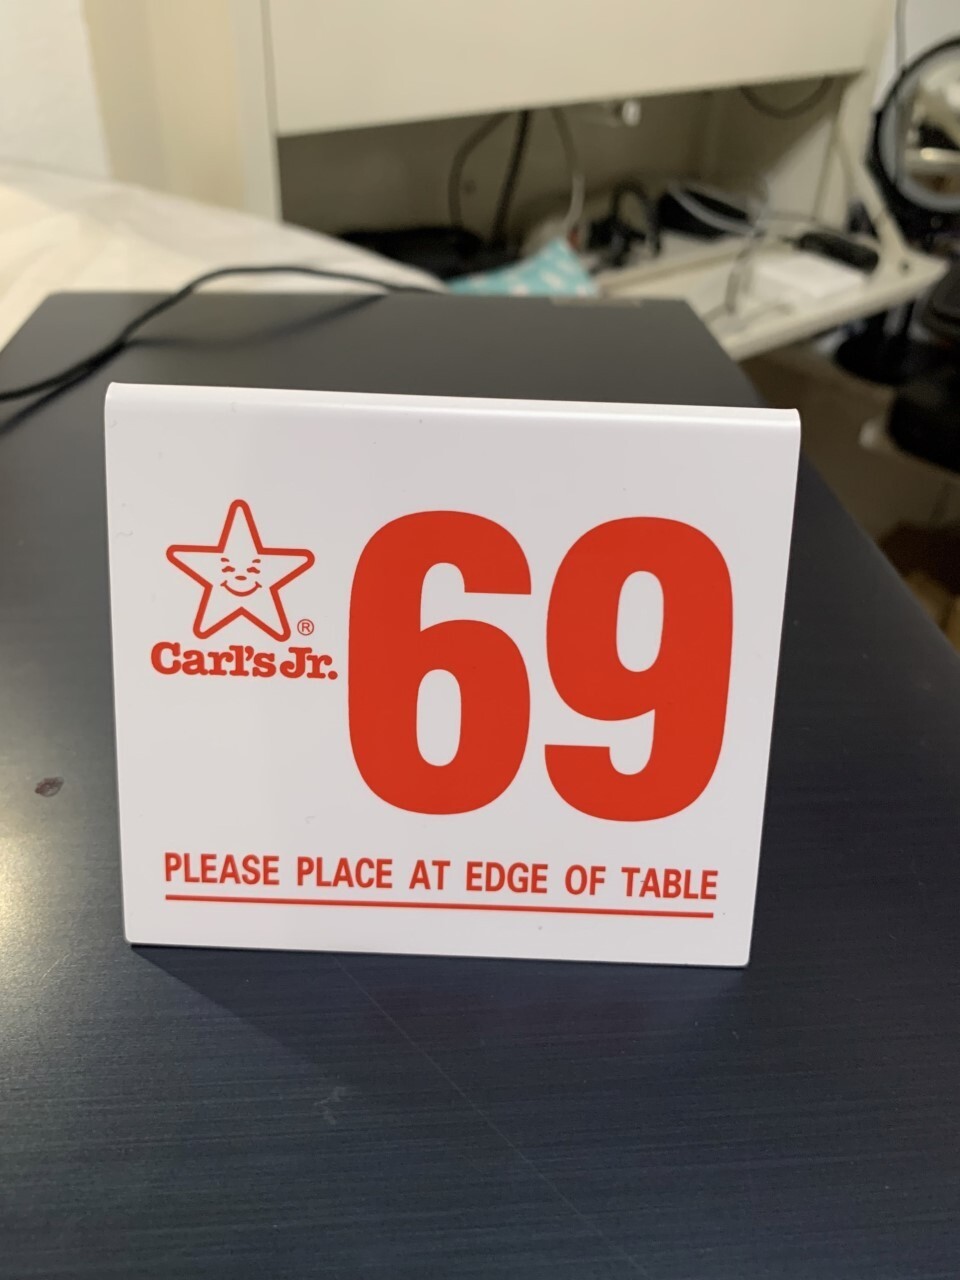 69
®
Carl's Jr.
PLEASE PLACE AT EDGE OF TABLE